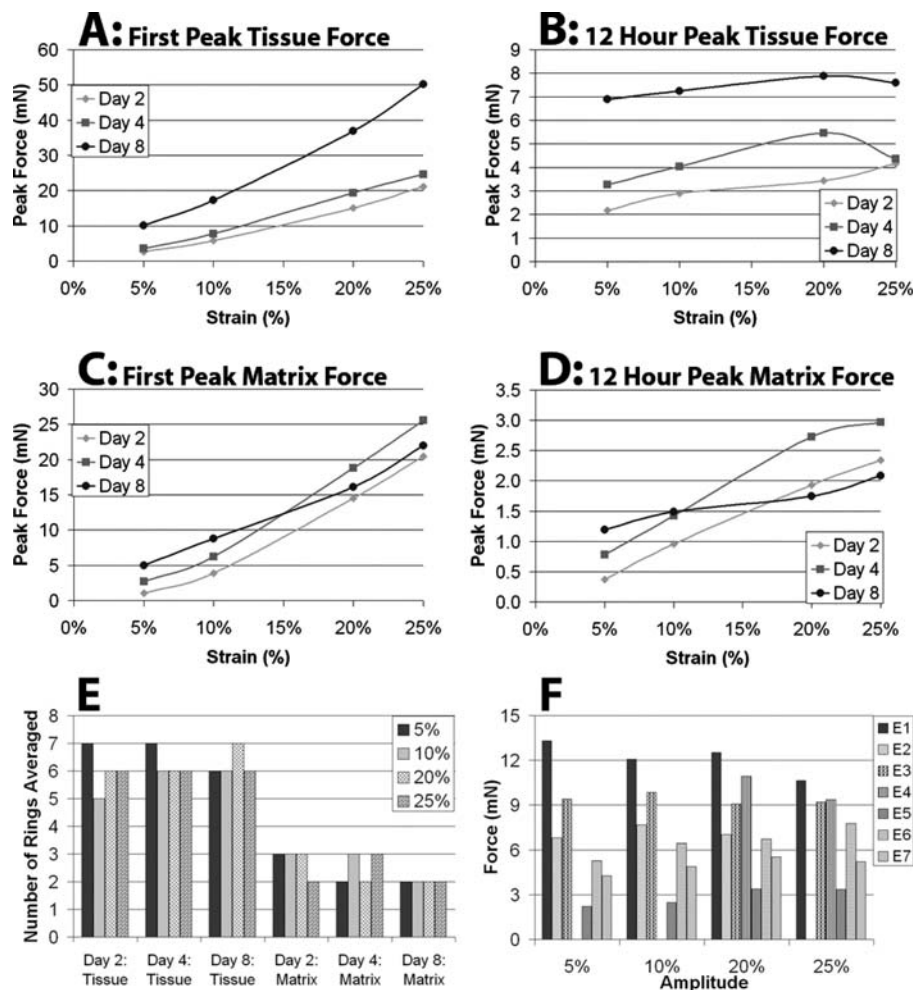 A: First Peak Tissue Force
60
50
40
30
20
10
0
Peak Force (mN)
Day 2
Day 4
Day 8
0% 5% 10% 15% 20% 25%
Strain (%)
B: 12 Hour Peak Tissue Force
9
8
7
6
5
4
3
2
1
0
Peak Force (mN)
Day 2
Day 4
Day 8
0% 5% 10% 15% 20% 25%
Strain (%)
C: First Peak Matrix Force
30
25
20
15
10
5
0
Peak Force (mN)
Day 2
Day 4
Day 8
0% 5% 10% 15% 20% 25%
Strain (%)
D: 12 Hour Peak Matrix Force
3.5
3.0
2.5
2.0
1.5
1.0
0.5
0.0
Peak Force (mN)
Day 2
Day 4
Day 8
0% 5% 10% 15% 20% 25%
Strain (%)
E
8
7
6
5
4
3
2
1
0
Number of Rings Averaged
5%
10%
20%
25%
Day 2: Day 4: Day 8: Day 2: Day 4: Day 8:
Tissue Tissue Tissue Matrix Matrix Matrix
F
15
12
9
6
3
0
Force (mN)
E1
E2
E3
E4
E5
E6
E7
5% 10% 20% 25%
Amplitude